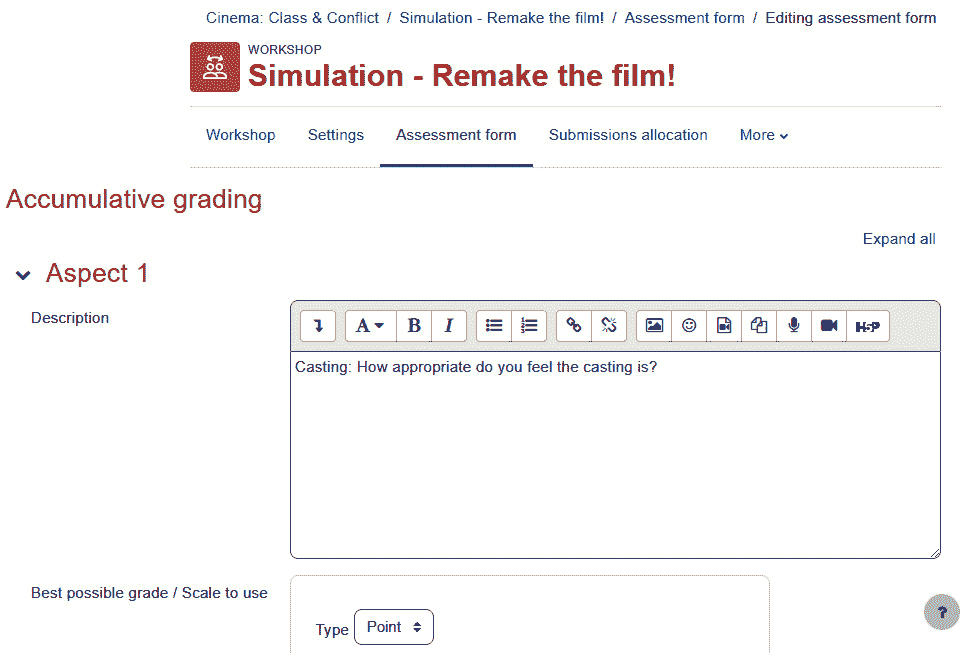 Cinema: Class & Conflict / Simulation - Remake the film! / Assessment form / Editing assessment form
WORKSHOP
Simulation - Remake the film!
Workshop Settings Assessment form Submissions allocation More
Accumulative grading
Expand all
Aspect 1
Description
A B I H5P
Casting: How appropriate do you feel the casting is?
Best possible grade / Scale to use
Type Point
?